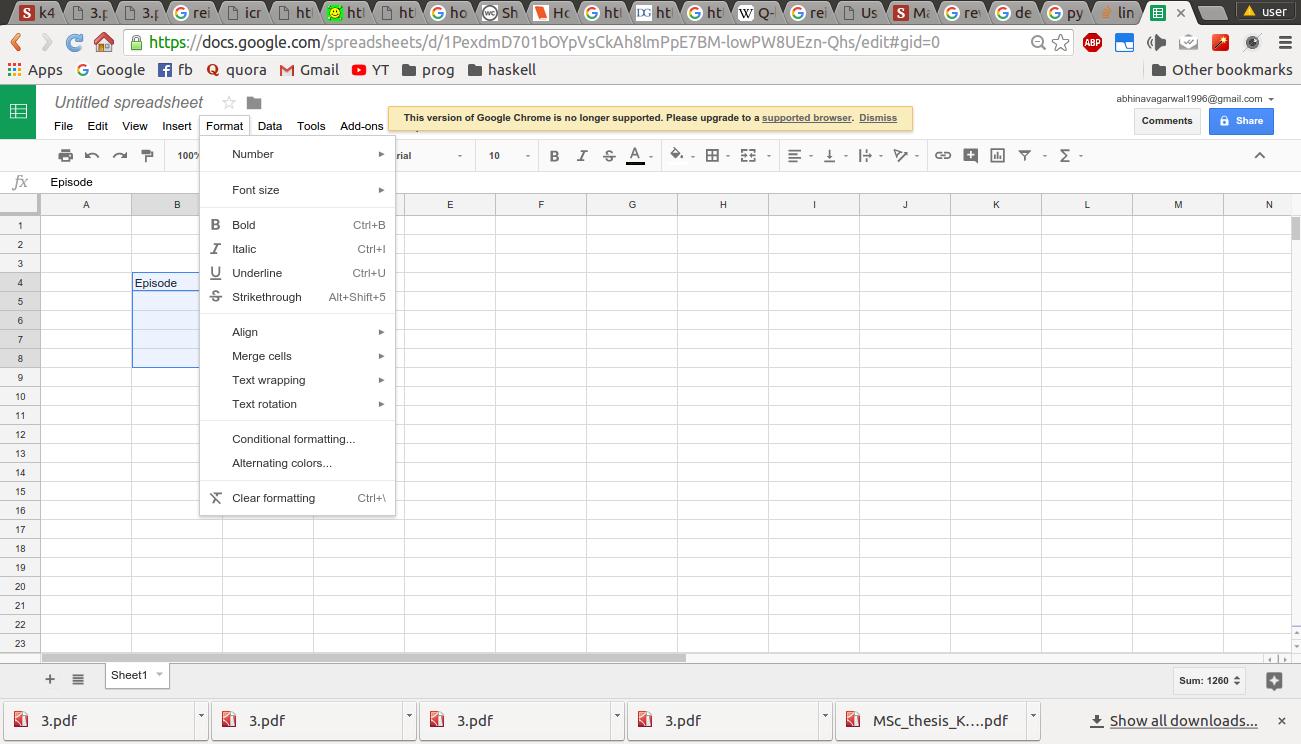 k4 3.p 3.p rei icr htt htt htt ho Sh Ho htt htt htt Q- rei Us Ma rev de py lin user
https://docs.google.com/spreadsheets/d/1PexdmD701bOYpVsCkAh8lmPpE7BM-lowPW8UEzn-Qhs/edit#gid=0 ABP
Apps Google fb quora Gmail YT prog haskell Other bookmarks
Untitled spreadsheet abhinavagarwal1996@gmail.com
This version of Google Chrome is no longer supported. Please upgrade to a supported browser. Dismiss
File Edit View Insert Format Data Tools Add-ons Comments Share
100% rial 10 B I S A
fx Episode
A B E F G H I J K L M N
1
2
3
4 Episode
5
6
7
8
9
10
11
12
13
14
15
16
17
18
19
20
21
22
23
Number
Font size
B Bold Ctrl+B
I Italic Ctrl+I
U Underline Ctrl+U
S Strikethrough Alt+Shift+5
Align
Merge cells
Text wrapping
Text rotation
Conditional formatting...
Alternating colors...
Clear formatting Ctrl+\
+ Sheet1 Sum: 1260
3.pdf 3.pdf 3.pdf 3.pdf MSc_thesis_K....pdf Show all downloads...